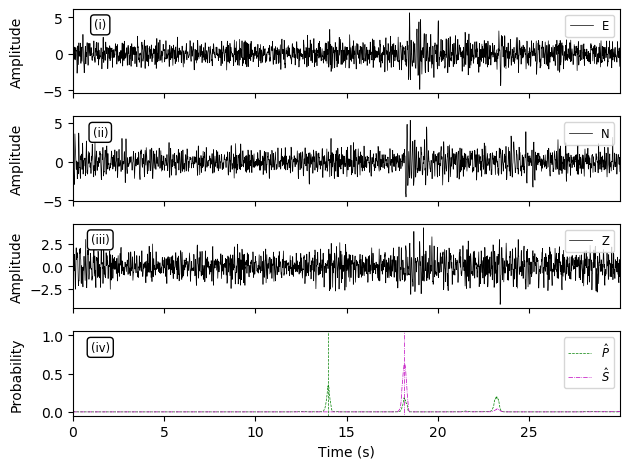 (i)
E
Amplitude
5
0
−5
(ii)
N
Amplitude
5
0
−5
(iii)
Z
Amplitude
2.5
0.0
−2.5
(iv)
P̂
Ŝ
Probability
1.0
0.5
0.0
0 5 10 15 20 25
Time (s)